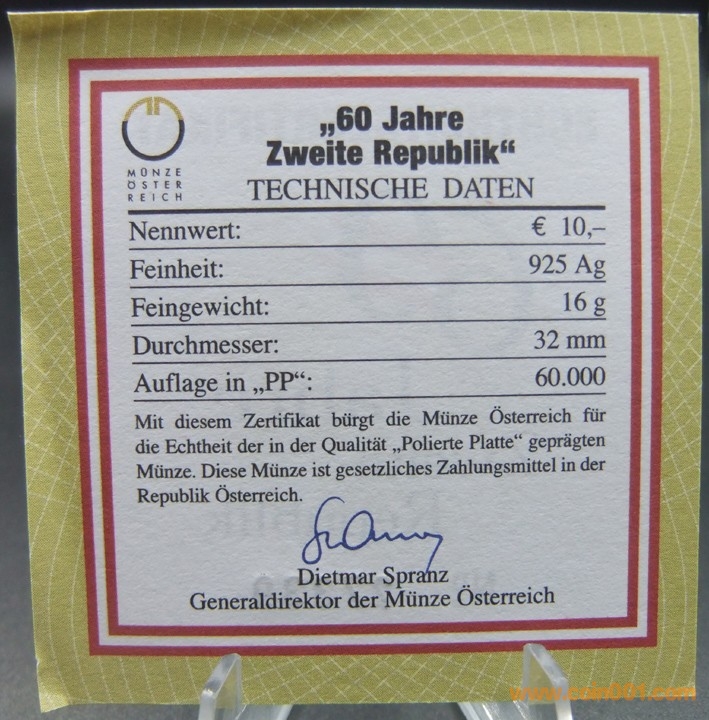 MÜNZE
ÖSTER
REICH
„60 Jahre
Zweite Republik“
TECHNISCHE DATEN
Nennwert: € 10,–
Feinheit: 925 Ag
Feingewicht: 16 g
Durchmesser: 32 mm
Auflage in „PP“: 60.000
Mit diesem Zertifikat bürgt die Münze Österreich für
die Echtheit der in der Qualität „Polierte Platte“ geprägten
Münze. Diese Münze ist gesetzliches Zahlungsmittel in der
Republik Österreich.
Dietmar Spranz
Generaldirektor der Münze Österreich
www.coin001.com